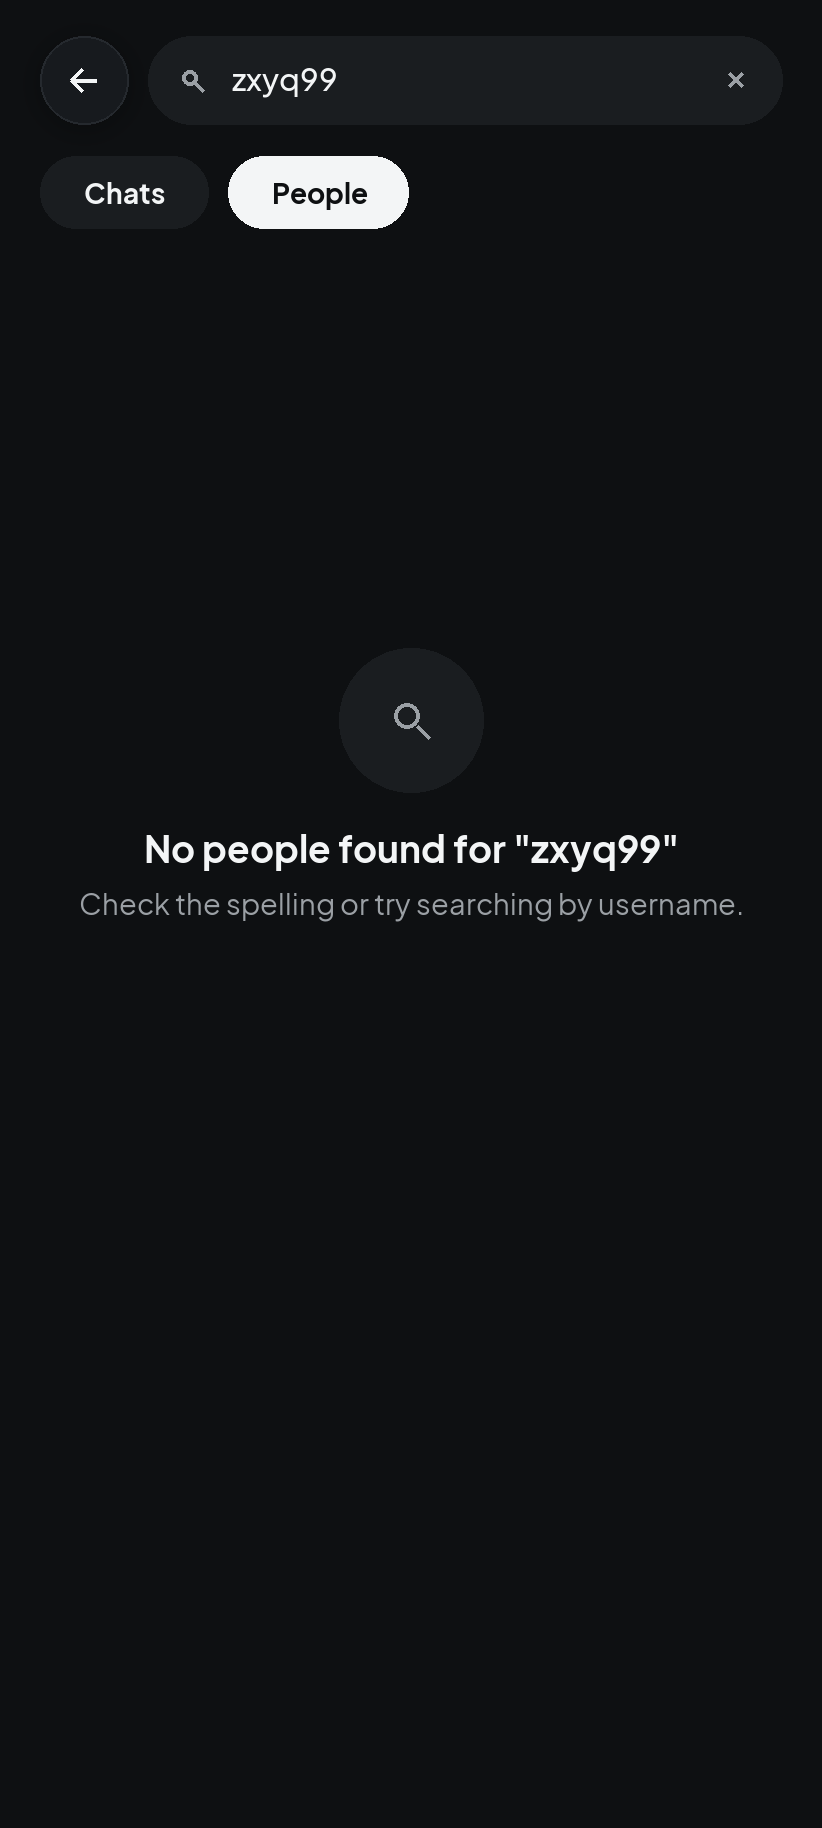 zxyq99
Chats
People
No people found for "zxyq99"
Check the spelling or try searching by username.